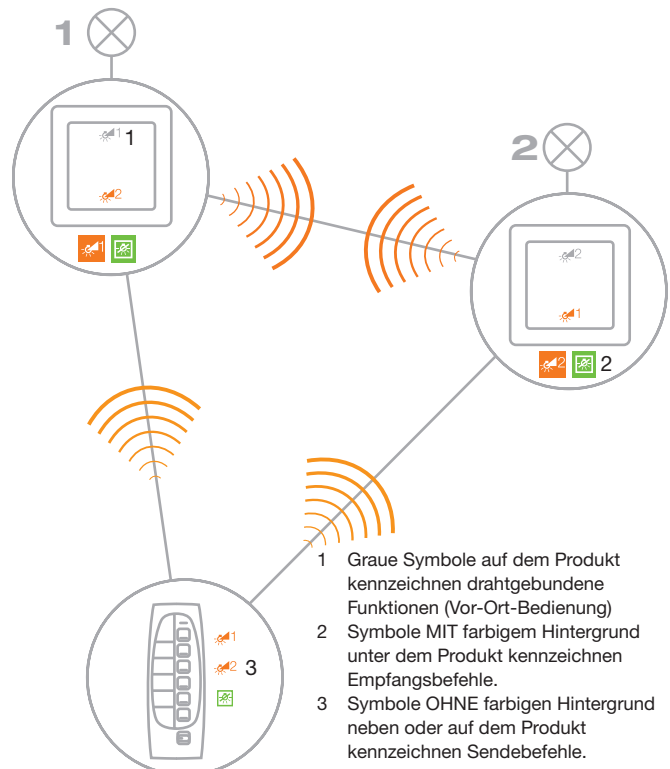 1
1 1
2
1
2
2
1
2 2
1
2 3
1 Graue Symbole auf dem Produkt
kennzeichnen drahtgebundene
Funktionen (Vor-Ort-Bedienung)
2 Symbole MIT farbigem Hintergrund
unter dem Produkt kennzeichnen
Empfangsbefehle.
3 Symbole OHNE farbigen Hintergrund
neben oder auf dem Produkt
kennzeichnen Sendebefehle.